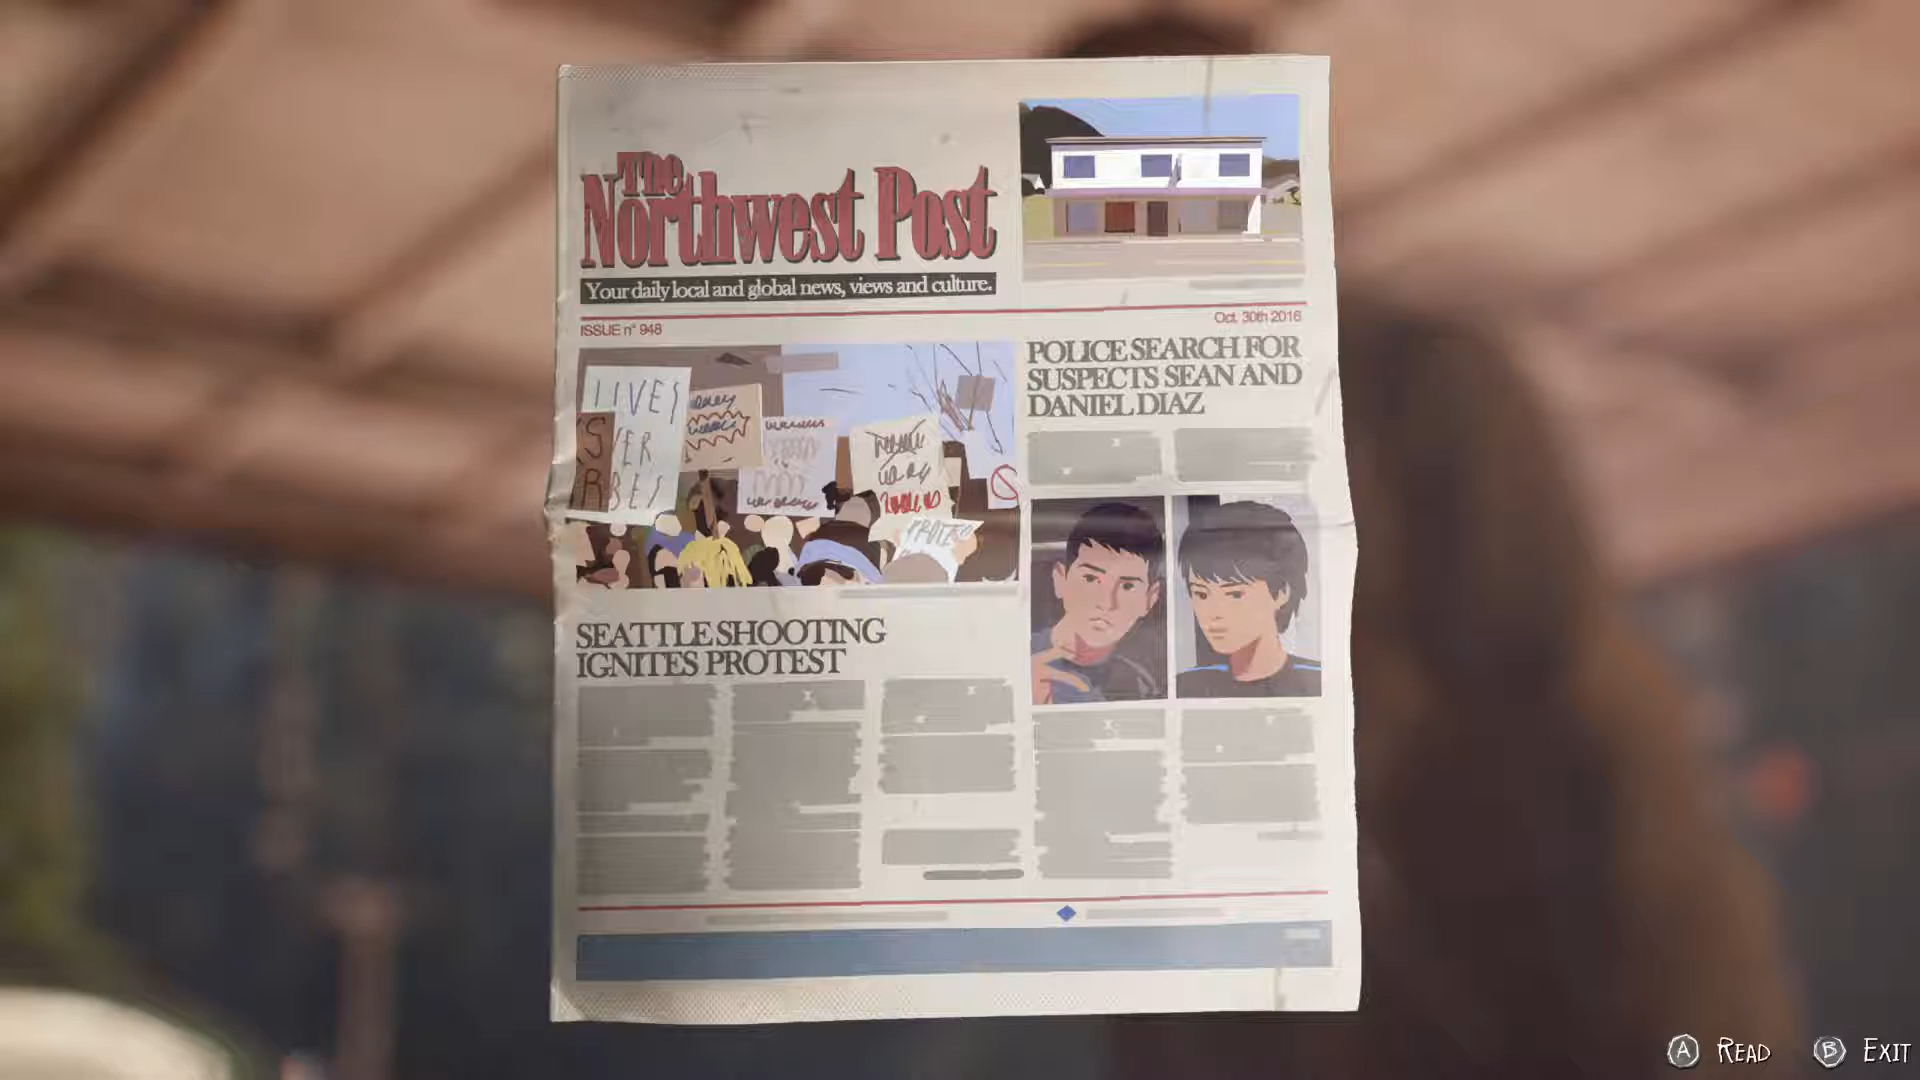 The
Northwest Post
Your daily local and global news, views and culture.
ISSUE n° 948
Oct. 30th 2016
POLICE SEARCH FOR
SUSPECTS SEAN AND
DANIEL DIAZ
LIVES
SEATTLE SHOOTING
IGNITES PROTEST
A READ B EXIT